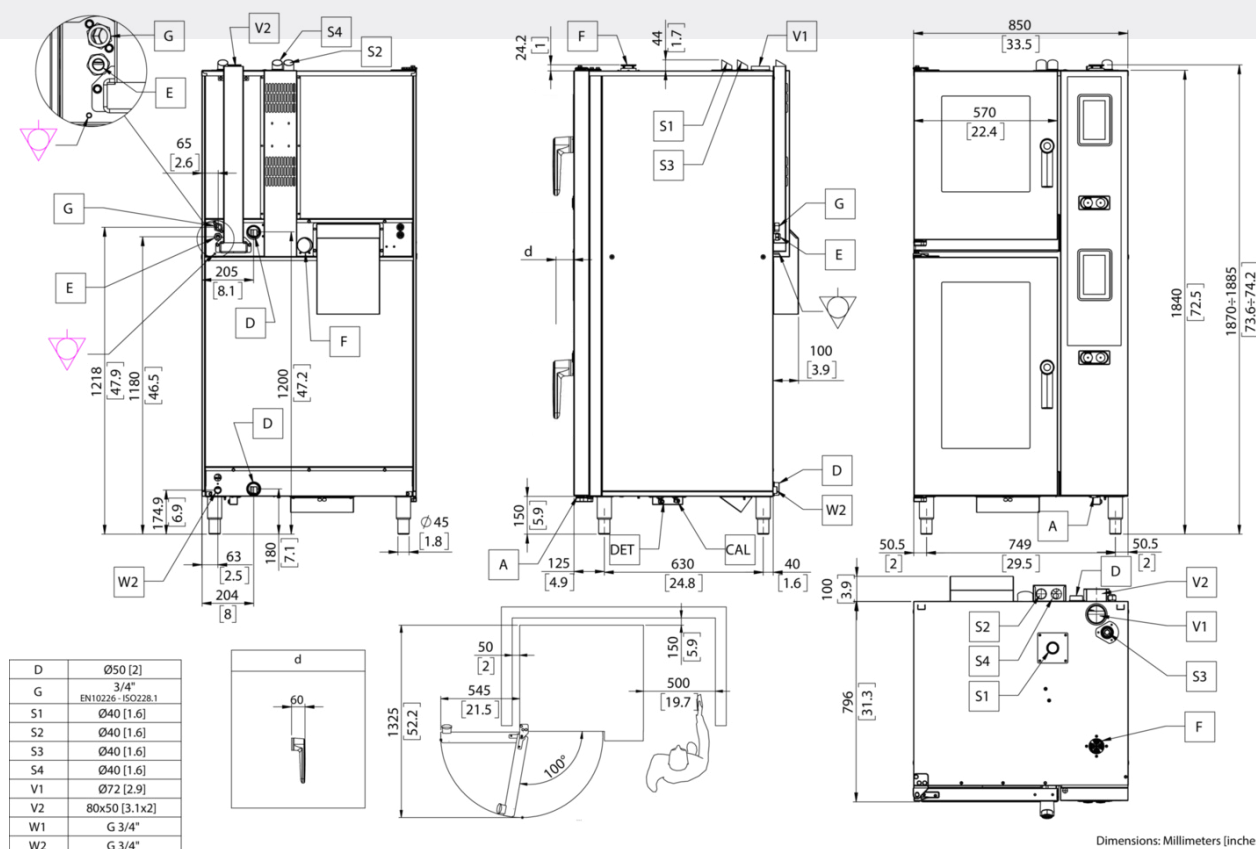 G
V2
S4
S2
E
65
[2.6]
G
E
205
[8.1]
D
F
1218
[47.9]
1180
[46.5]
1200
[47.2]
D
174.9
[6.9]
W2
63
[2.5]
204
[8]
180
[7.1]
Ø 45
[1.8]
24.2
[1]
F
44
[1.7]
V1
S1
S3
G
E
d
100
[3.9]
D
W2
150
[5.9]
A
DET
CAL
125
[4.9]
630
[24.8]
40
[1.6]
850
[33.5]
570
[22.4]
1840
[72.5]
1870÷1885
[73.6÷74.2]
A
50.5
[2]
749
[29.5]
50.5
[2]
100
[3.9]
D
V2
S2
V1
S4
S3
S1
796
[31.3]
F
D Ø50 [2]
G 3/4"
EN10226 - ISO228.1
S1 Ø40 [1.6]
S2 Ø40 [1.6]
S3 Ø40 [1.6]
S4 Ø40 [1.6]
V1 Ø72 [2.9]
V2 80x50 [3.1x2]
W1 G 3/4"
W2 G 3/4"
d
60
50
[2]
150
[5.9]
545
[21.5]
500
[19.7]
1325
[52.2]
100°
Dimensions: Millimeters [inche